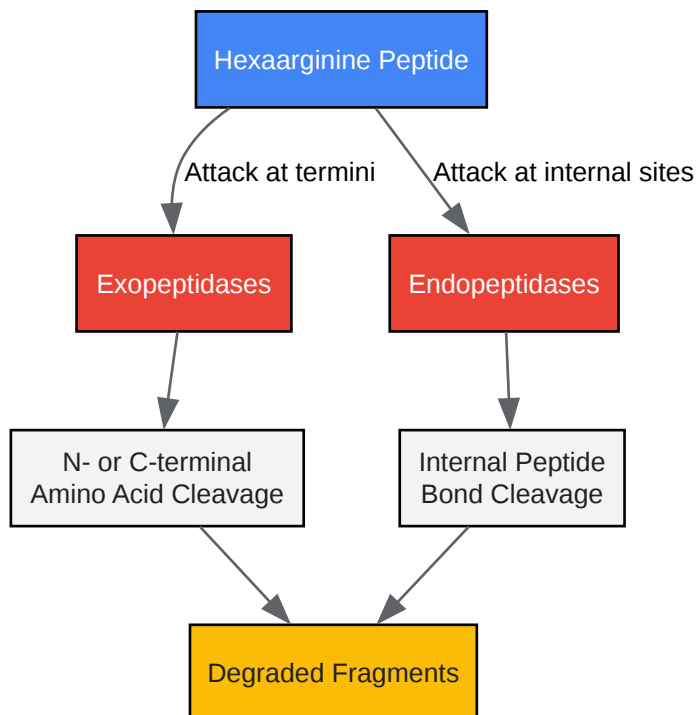 Hexaarginine Peptide
Attack at termini
Attack at internal sites
Exopeptidases
Endopeptidases
N- or C-terminal
Amino Acid Cleavage
Internal Peptide
Bond Cleavage
Degraded Fragments